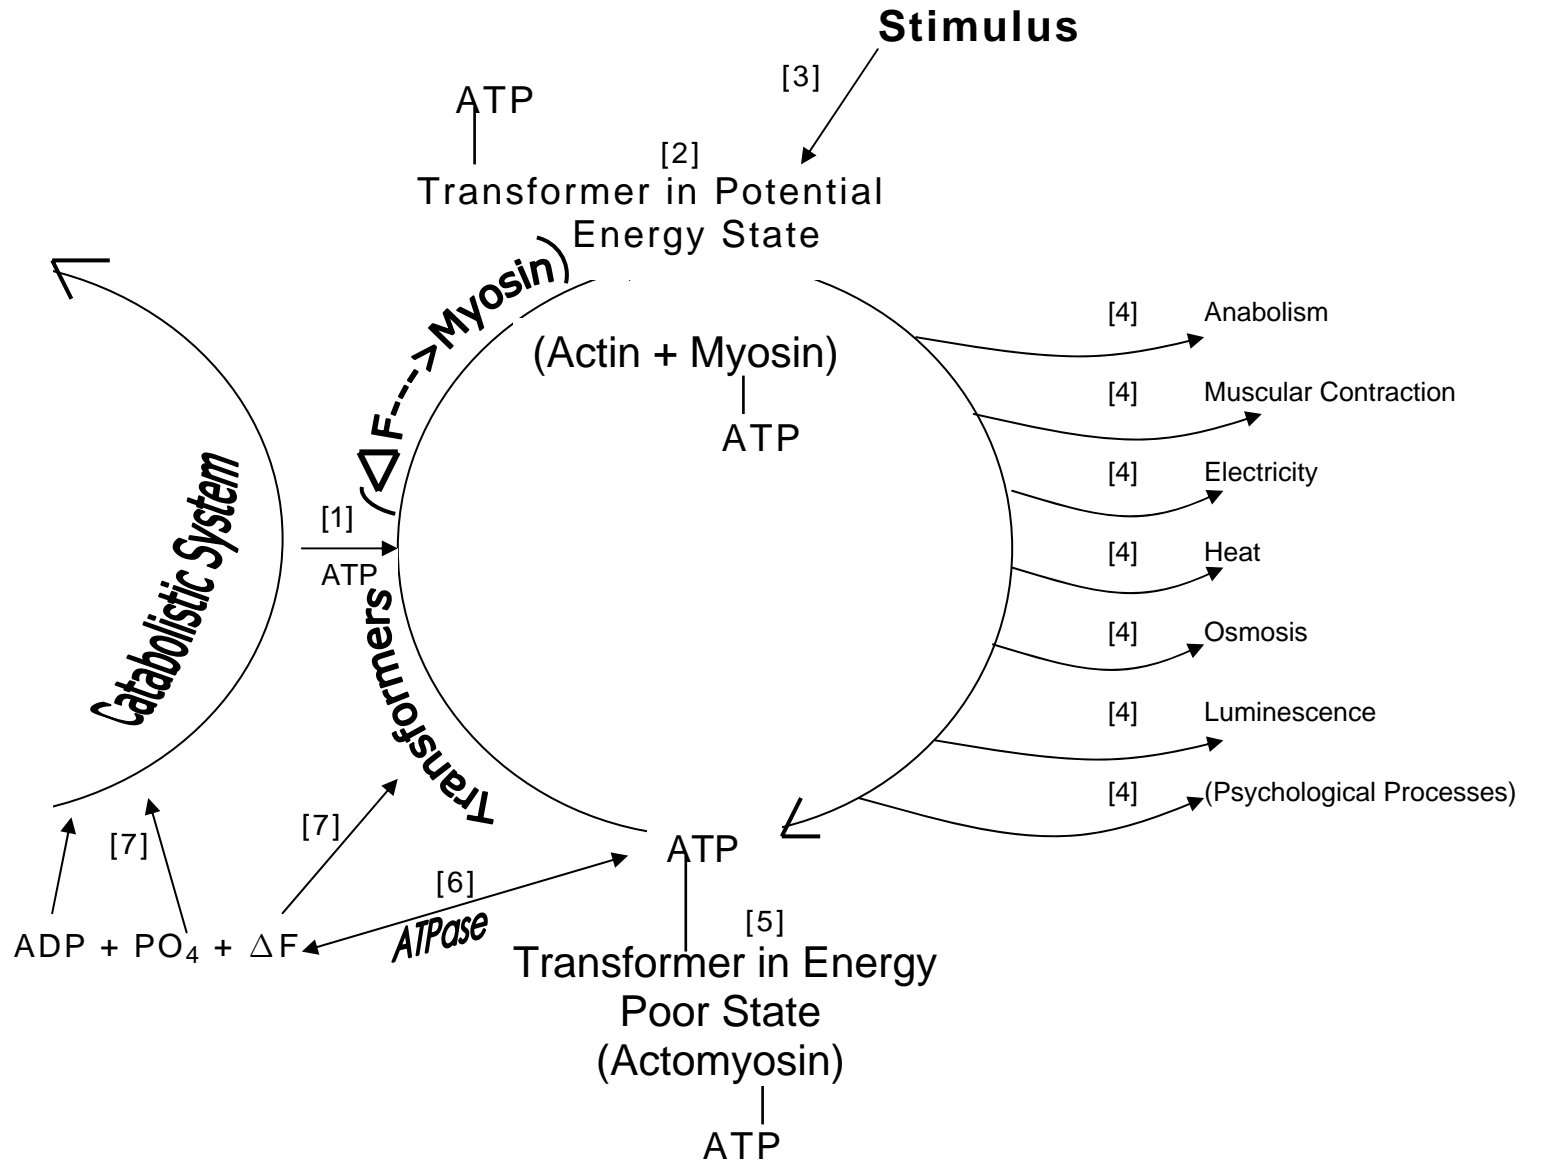 Stimulus
[3]
ATP
[2]
Transformer in Potential
Energy State
(ΔF---->Myosin)
(Actin + Myosin)
ATP
[4] Anabolism
[4] Muscular Contraction
[4] Electricity
[4] Heat
[4] Osmosis
[4] Luminescence
[4] (Psychological Processes)
Catabolistic System
[1]
ATP
Transformers
[7]
[7]
ADP + PO4 + ΔF
[6]
ATPase
ATP
[5]
Transformer in Energy
Poor State
(Actomyosin)
ATP